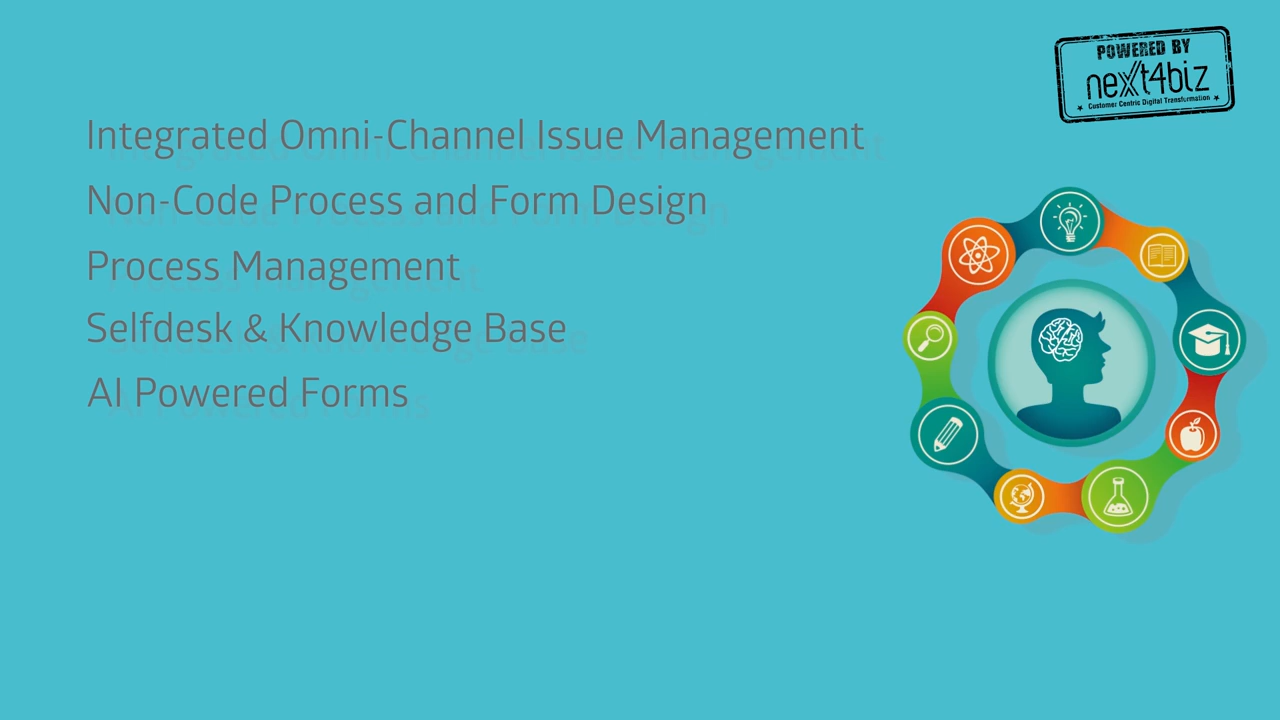 POWERED BY
next4biz
Customer Centric Digital Transformation
Integrated Omni-Channel Issue Management
Non-Code Process and Form Design
Process Management
Selfdesk & Knowledge Base
AI Powered Forms